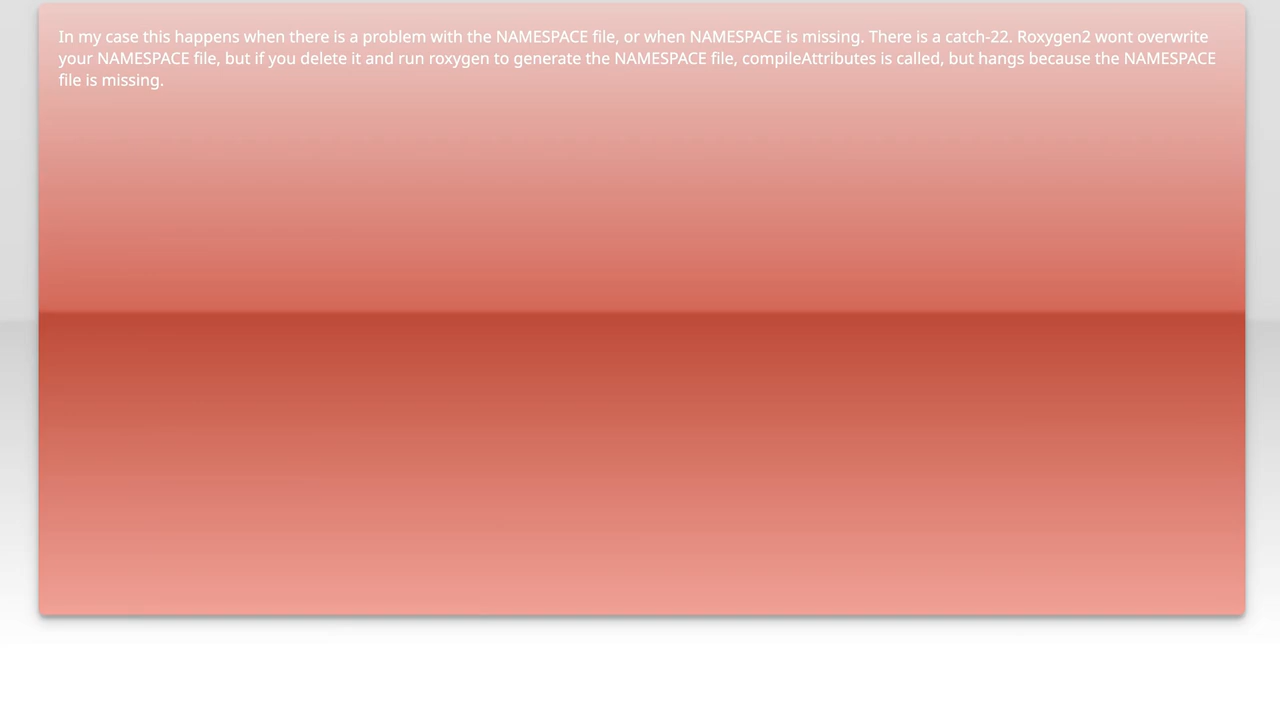 In my case this happens when there is a problem with the NAMESPACE file, or when NAMESPACE is missing. There is a catch-22. Roxygen2 wont overwrite
your NAMESPACE file, but if you delete it and run roxygen to generate the NAMESPACE file, compileAttributes is called, but hangs because the NAMESPACE
file is missing.